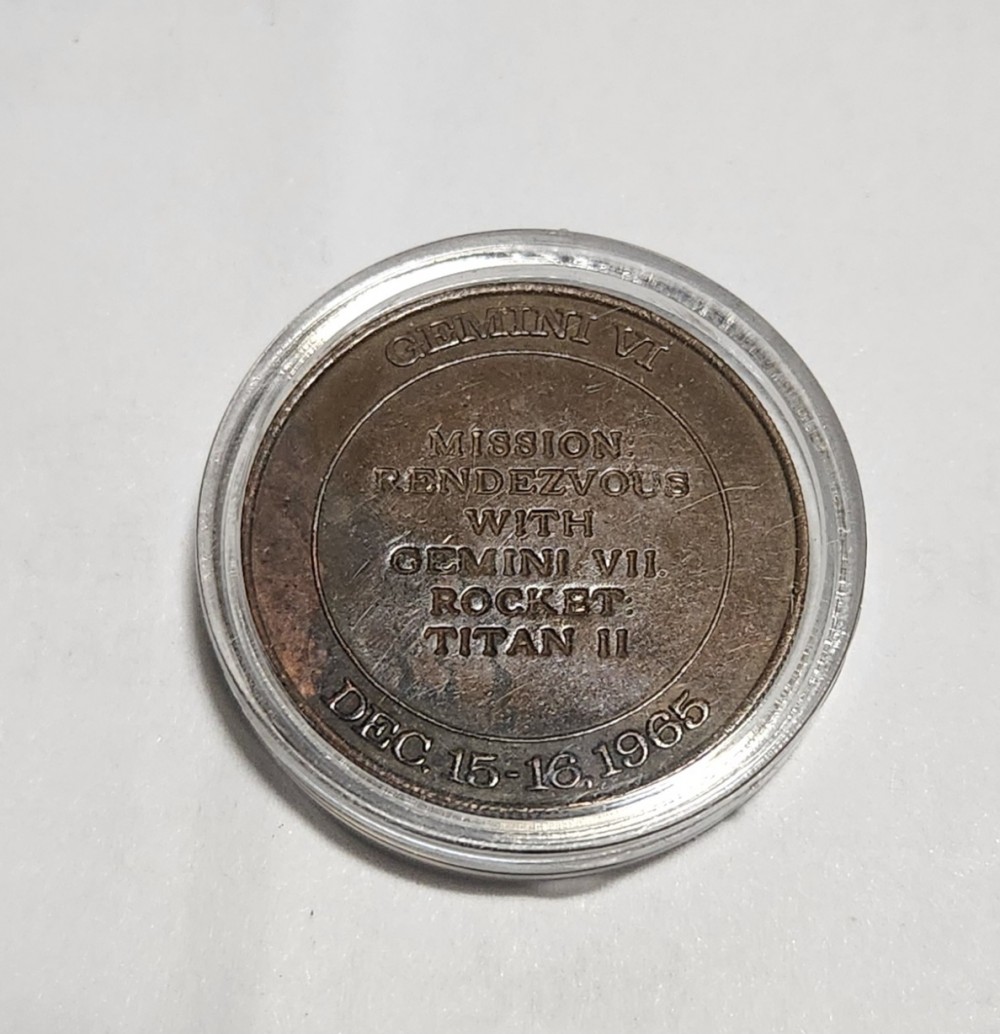 GEMINI VI
MISSION:
RENDEZVOUS
WITH
GEMINI VII.
ROCKET:
TITAN II
DEC. 15-16, 1965